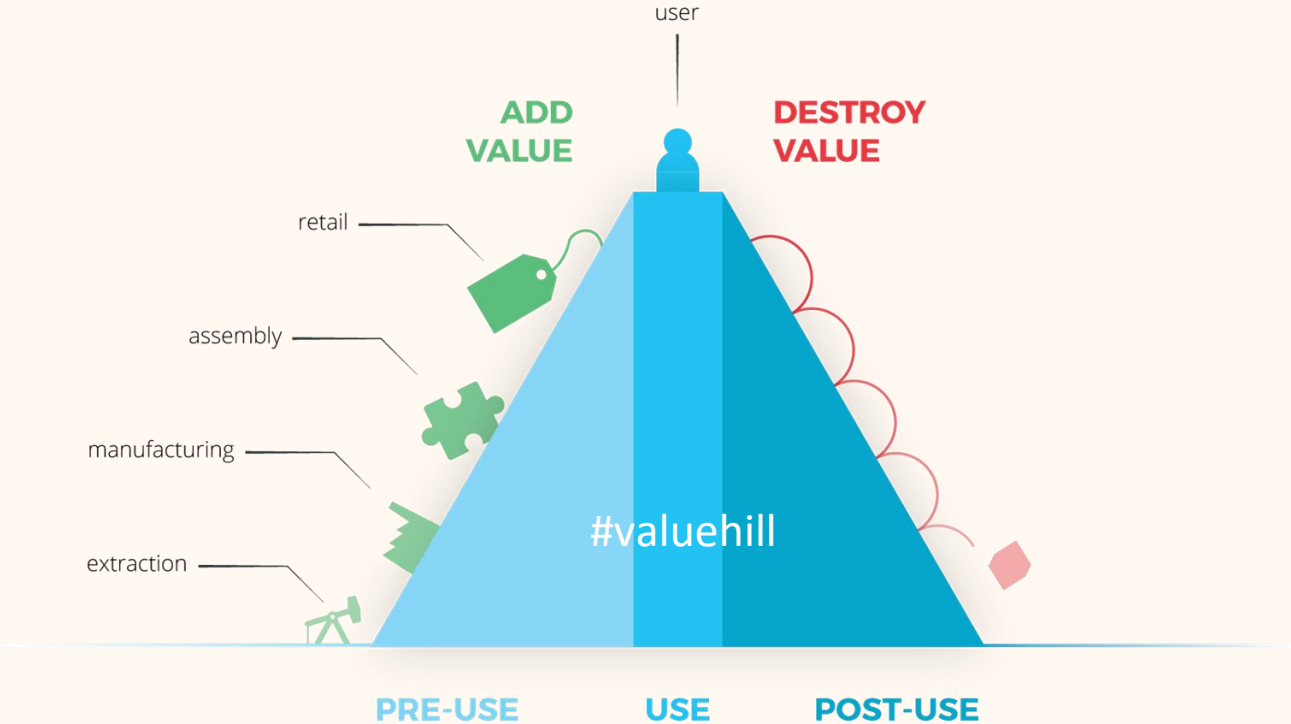 user
ADD
VALUE
DESTROY
VALUE
retail
assembly
manufacturing
extraction
#valuehill
PRE-USE
USE
POST-USE